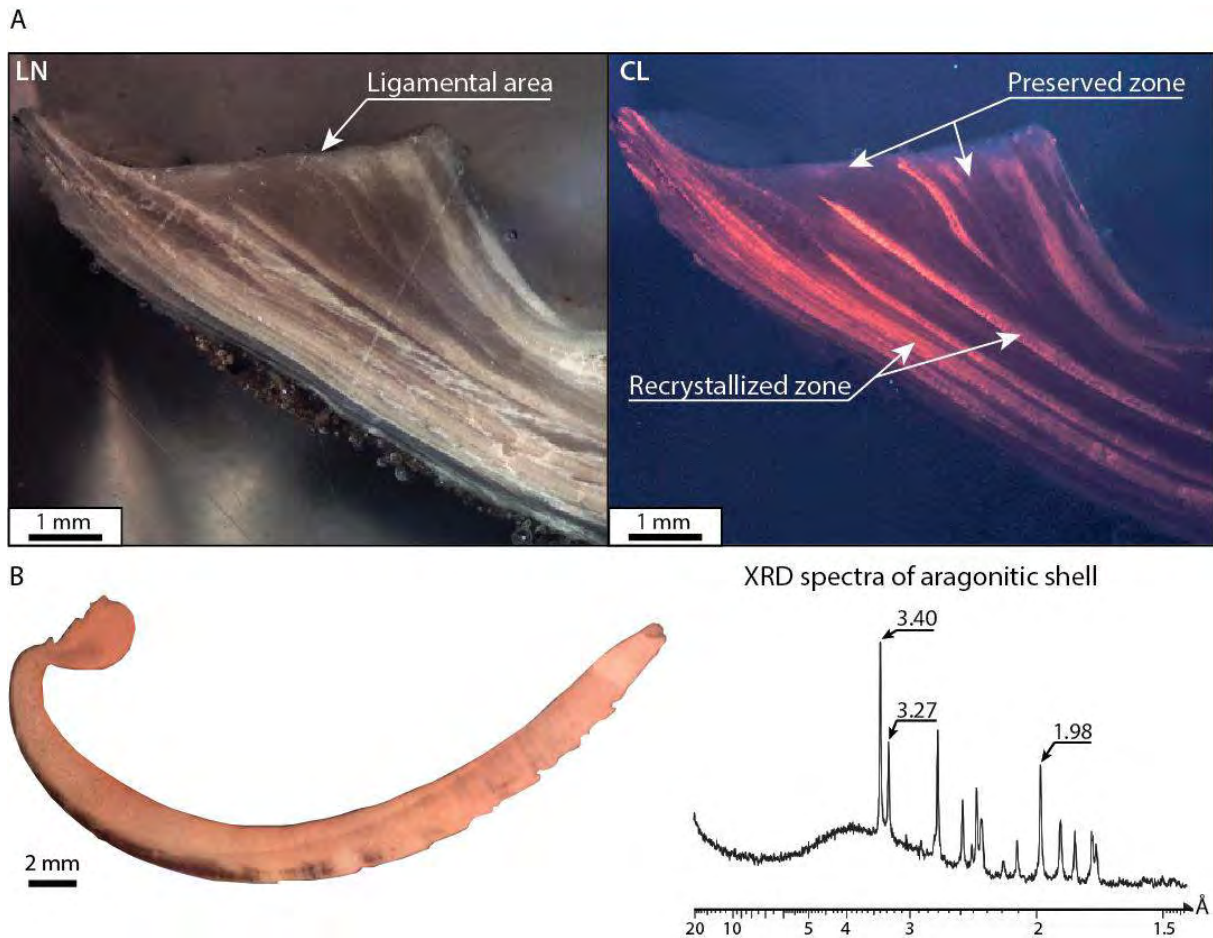 A
LN
Ligamental area
1 mm
CL
Preserved zone
Recrystallized zone
1 mm
B
2 mm
XRD spectra of aragonitic shell
3.40
3.27
1.98
Å
20 10 5 4 3 2 1.5